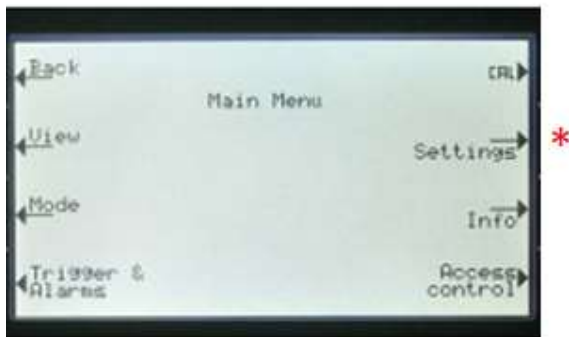 Back
CAL
Main Menu
View
Settings
*
Mode
Info
Trigger &
Alarms
Access
control